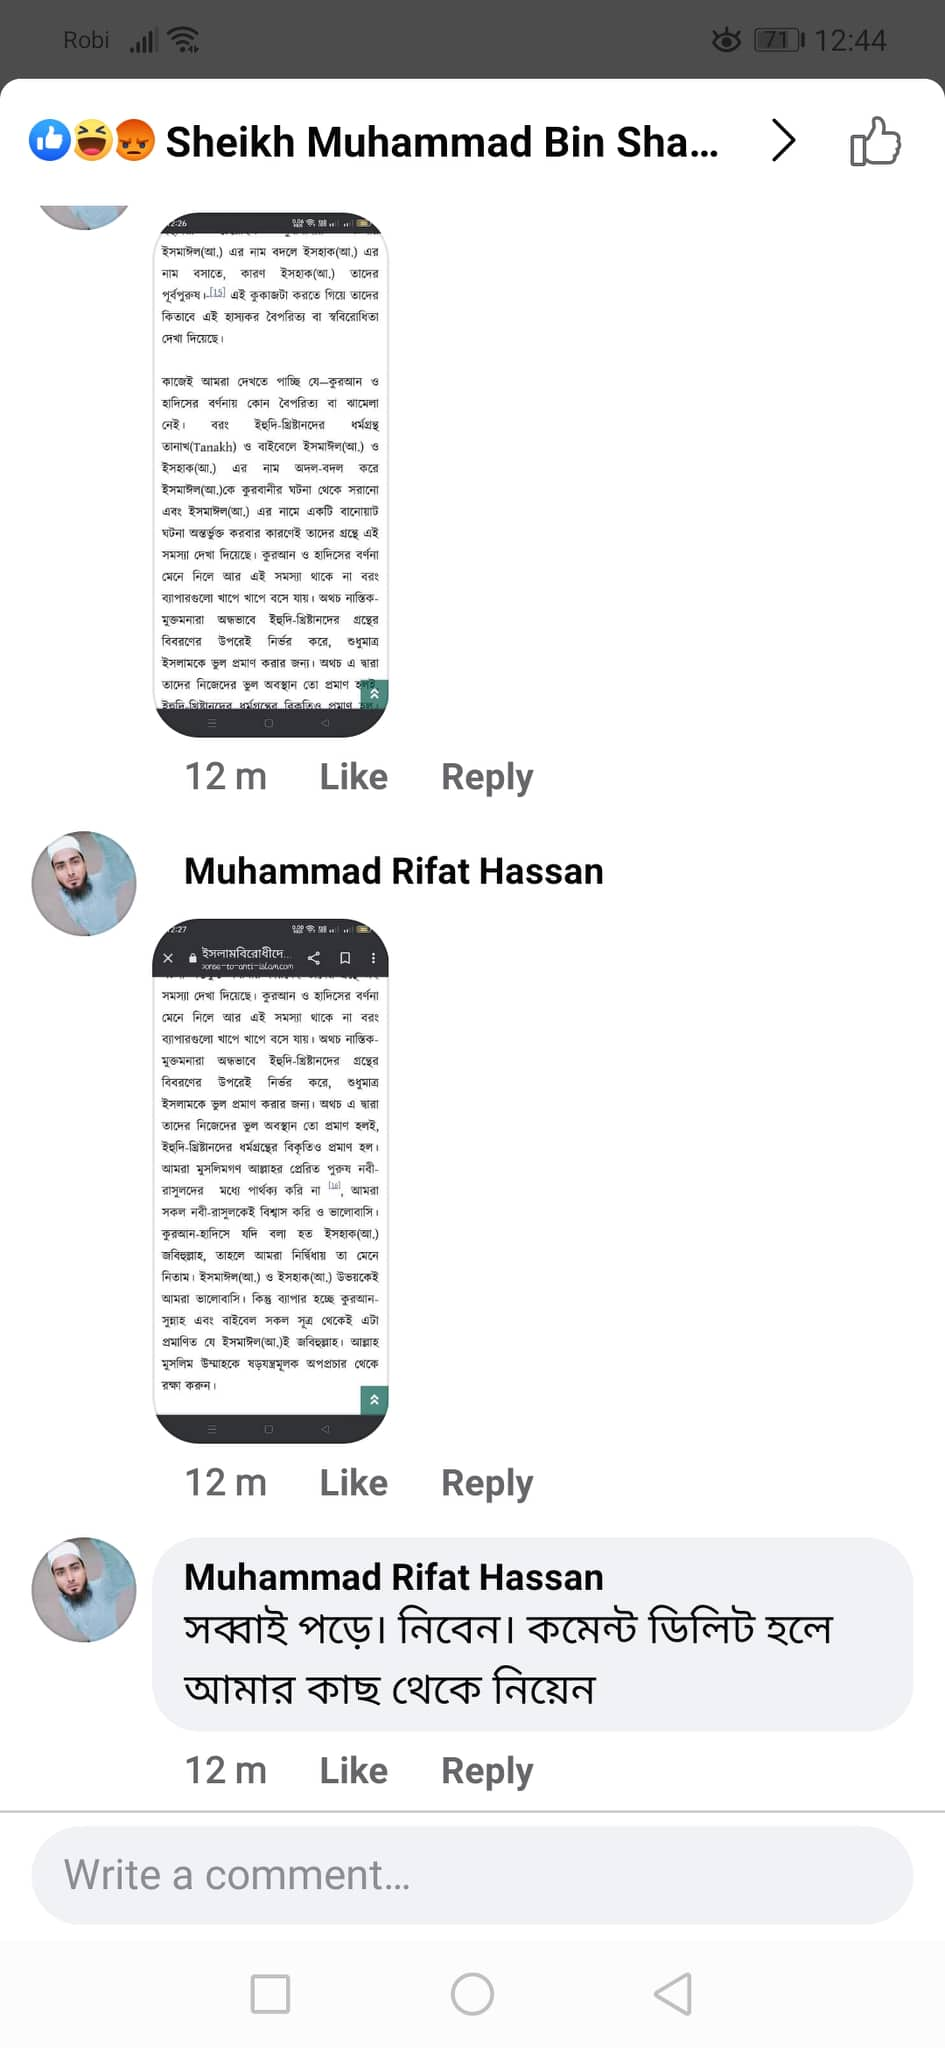 Robi
71 12:44
Sheikh Muhammad Bin Sha...
2:26
ইসমাঈল(আ.) এর নাম বদলে ইসহাক(আ.) এর
নাম বসাতে, কারণ ইসহাক(আ.) তাদের
পূর্বপুরুষ।[15] এই কুকাজটা করতে গিয়ে তাদের
কিতাবে এই হাস্যকর বৈপরিত্য বা স্ববিরোধিতা
দেখা দিয়েছে।
কাজেই আমরা দেখতে পাচ্ছি যে—কুরআন ও
হাদিসের বর্ণনায় কোন বৈপরিত্য বা ঝামেলা
নেই। বরং ইহুদি-খ্রিষ্টানদের ধর্মগ্রন্থ
তানাখ(Tanakh) ও বাইবেলে ইসমাঈল(আ.) ও
ইসহাক(আ.) এর নাম অদল-বদল করে
ইসমাঈল(আ.)কে কুরবানীর ঘটনা থেকে সরানো
এবং ইসমাঈল(আ.) এর নামে একটি বানোয়াট
ঘটনা অন্তর্ভুক্ত করবার কারণেই তাদের গ্রন্থে এই
সমস্যা দেখা দিয়েছে। কুরআন ও হাদিসের বর্ণনা
মেনে নিলে আর এই সমস্যা থাকে না বরং
ব্যাপারগুলো খাপে খাপে বসে যায়। অথচ নাস্তিক-
মুক্তমনারা অন্ধভাবে ইহুদি-খ্রিষ্টানদের গ্রন্থের
বিবরণের উপরেই নির্ভর করে, শুধুমাত্র
ইসলামকে ভুল প্রমাণ করার জন্য। অথচ এ দ্বারা
তাদের নিজেদের ভুল অবস্থান তো প্রমাণ হলই,
ইহুদি-খ্রিষ্টানদের ধর্মগ্রন্থের বিকৃতিও প্রমাণ হল।
12 m Like Reply
Muhammad Rifat Hassan
2:27
ইসলামবিরোধীদে...
onse-to-anti-islam.com
সমস্যা দেখা দিয়েছে। কুরআন ও হাদিসের বর্ণনা
মেনে নিলে আর এই সমস্যা থাকে না বরং
ব্যাপারগুলো খাপে খাপে বসে যায়। অথচ নাস্তিক-
মুক্তমনারা অন্ধভাবে ইহুদি-খ্রিষ্টানদের গ্রন্থের
বিবরণের উপরেই নির্ভর করে, শুধুমাত্র
ইসলামকে ভুল প্রমাণ করার জন্য। অথচ এ দ্বারা
তাদের নিজেদের ভুল অবস্থান তো প্রমাণ হলই,
ইহুদি-খ্রিষ্টানদের ধর্মগ্রন্থের বিকৃতিও প্রমাণ হল।
আমরা মুসলিমগণ আল্লাহর প্রেরিত পুরুষ নবী-
রাসুলদের মধ্যে পার্থক্য করি না [16], আমরা
সকল নবী-রাসুলকেই বিশ্বাস করি ও ভালোবাসি।
কুরআন-হাদিসে যদি বলা হত ইসহাক(আ.)
জবিহুল্লাহ, তাহলে আমরা নির্দ্বিধায় তা মেনে
নিতাম। ইসমাঈল(আ.) ও ইসহাক(আ.) উভয়কেই
আমরা ভালোবাসি। কিন্তু ব্যাপার হচ্ছে কুরআন-
সুন্নাহ এবং বাইবেল সকল সূত্র থেকেই এটা
প্রমাণিত যে ইসমাঈল(আ.)ই জবিহুল্লাহ। আল্লাহ
মুসলিম উম্মাহকে ষড়যন্ত্রমূলক অপপ্রচার থেকে
রক্ষা করুন।
12 m Like Reply
Muhammad Rifat Hassan
সব্বাই পড়ে। নিবেন। কমেন্ট ডিলিট হলে
আমার কাছ থেকে নিয়েন
12 m Like Reply
Write a comment...